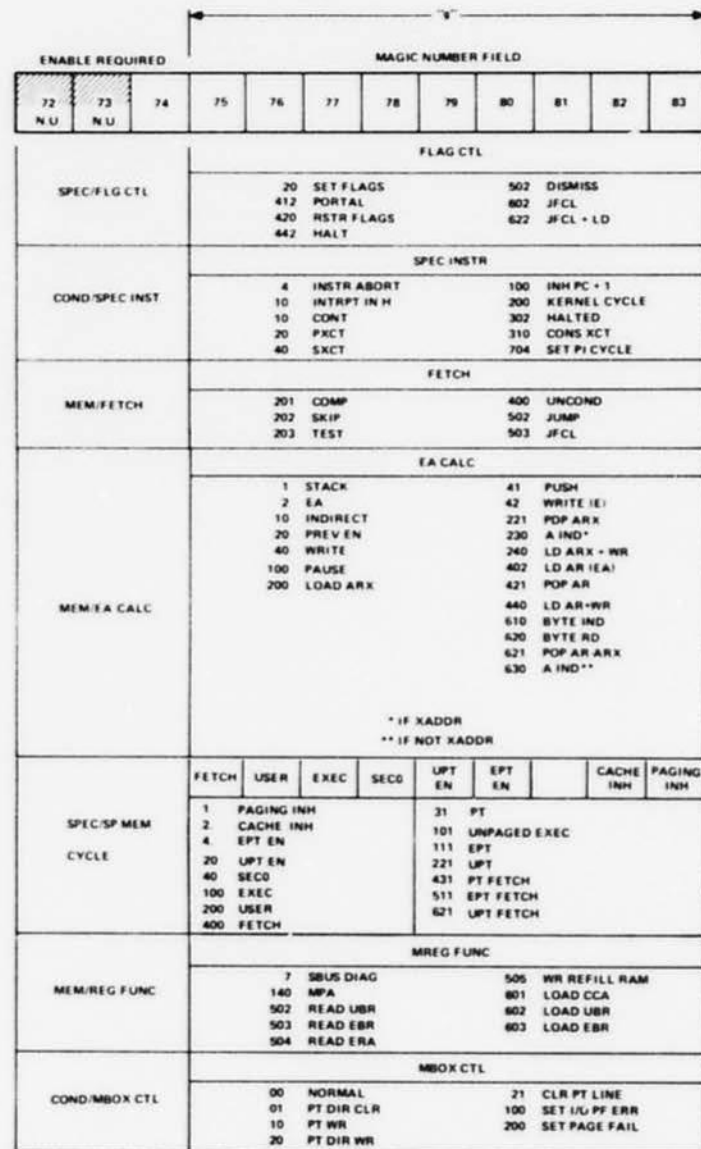 "#"
ENABLE REQUIRED MAGIC NUMBER FIELD
72 73 74 75 76 77 78 79 80 81 82 83
N.U N.U
FLAG CTL
SPEC/FLG CTL
20 SET FLAGS 502 DISMISS
412 PORTAL 602 JFCL
420 RSTR FLAGS 622 JFCL + LD
442 HALT
SPEC INSTR
COND/SPEC INST
4 INSTR ABORT 100 INH PC + 1
10 INTRPT IN H 200 KERNEL CYCLE
10 CONT 302 HALTED
20 PXCT 310 CONS XCT
40 SXCT 704 SET PI CYCLE
FETCH
MEM/FETCH
201 COMP 400 UNCOND
202 SKIP 502 JUMP
203 TEST 503 JFCL
EA CALC
MEM/EA CALC
1 STACK 41 PUSH
2 EA 42 WRITE (E)
10 INDIRECT 221 POP ARX
20 PREV EN 230 A IND*
40 WRITE 240 LD ARX + WR
100 PAUSE 402 LD AR (EA)
200 LOAD ARX 421 POP AR
440 LD AR+WR
610 BYTE IND
620 BYTE RD
621 POP AR-ARX
630 A IND**
* IF XADDR
** IF NOT XADDR
FETCH USER EXEC SEC0 UPT EN EPT EN CACHE INH PAGING INH
SPEC/SP MEM
CYCLE
1. PAGING INH 31 PT
2. CACHE INH 101 UNPAGED EXEC
4. EPT EN 111 EPT
20 UPT EN 221 UPT
40 SEC0 431 PT FETCH
100 EXEC 511 EPT FETCH
200 USER 621 UPT FETCH
400 FETCH
MREG FUNC
MEM/REG FUNC
7 SBUS DIAG 505 WR REFILL RAM
140 MPA 601 LOAD CCA
502 READ UBR 602 LOAD UBR
503 READ EBR 603 LOAD EBR
504 READ ERA
MBOX CTL
COND/MBOX CTL
00 NORMAL 21 CLR PT LINE
01 PT DIR CLR 100 SET I/O PF ERR
10 PT WR 200 SET PAGE FAIL
20 PT DIR WR